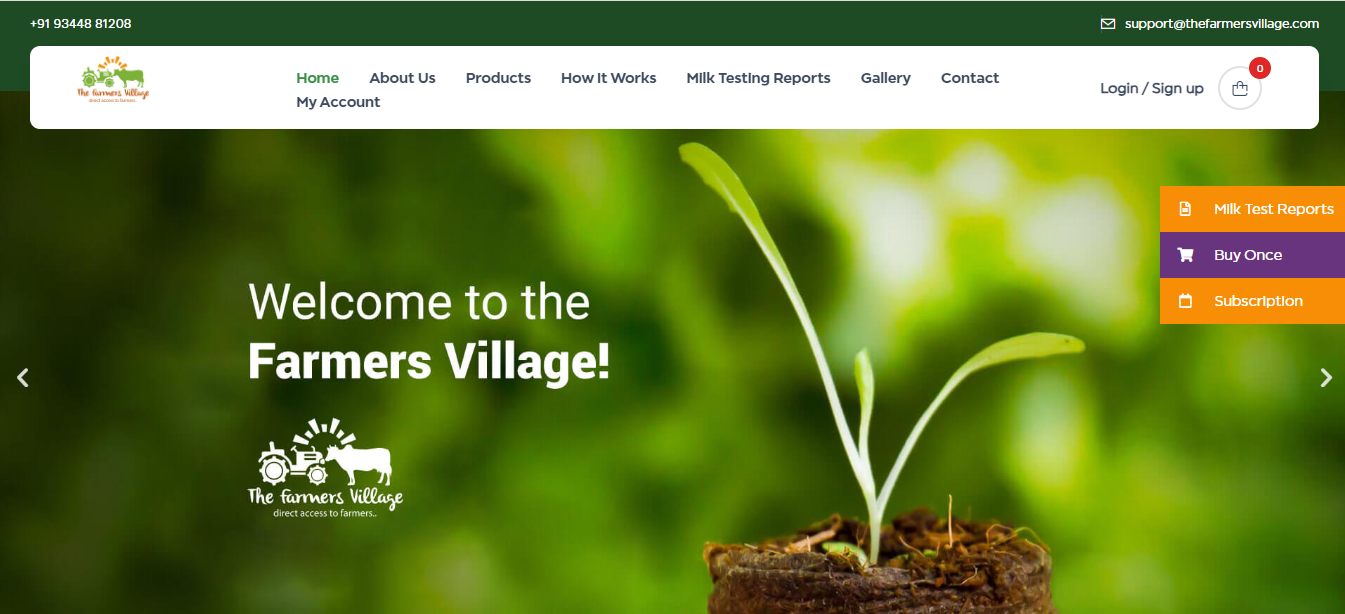 +91 93448 81208
support@thefarmersvillage.com
The Farmers Village
direct access to farmers..
Home About Us Products How It Works Milk Testing Reports Gallery Contact
My Account
Login / Sign up
0
Milk Test Reports
Buy Once
Subscription
Welcome to the
Farmers Village!
The Farmers Village
direct access to farmers..